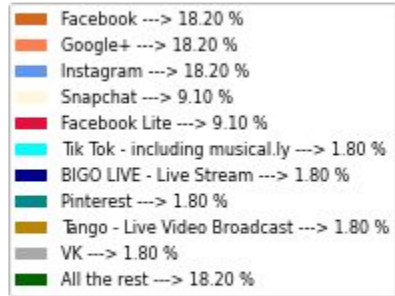 Facebook ---> 18.20 %
Google+ ---> 18.20 %
Instagram ---> 18.20 %
Snapchat ---> 9.10 %
Facebook Lite ---> 9.10 %
Tik Tok - including musical.ly ---> 1.80 %
BIGO LIVE - Live Stream ---> 1.80 %
Pinterest ---> 1.80 %
Tango - Live Video Broadcast ---> 1.80 %
VK ---> 1.80 %
All the rest ---> 18.20 %